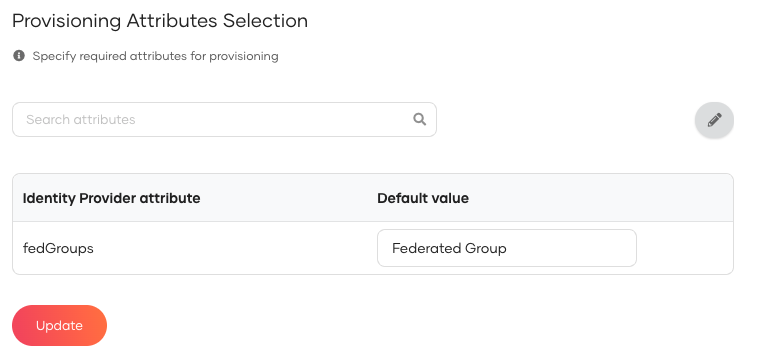 Provisioning Attributes Selection
Specify required attributes for provisioning
Search attributes
Identity Provider attribute Default value
fedGroups Federated Group
Update